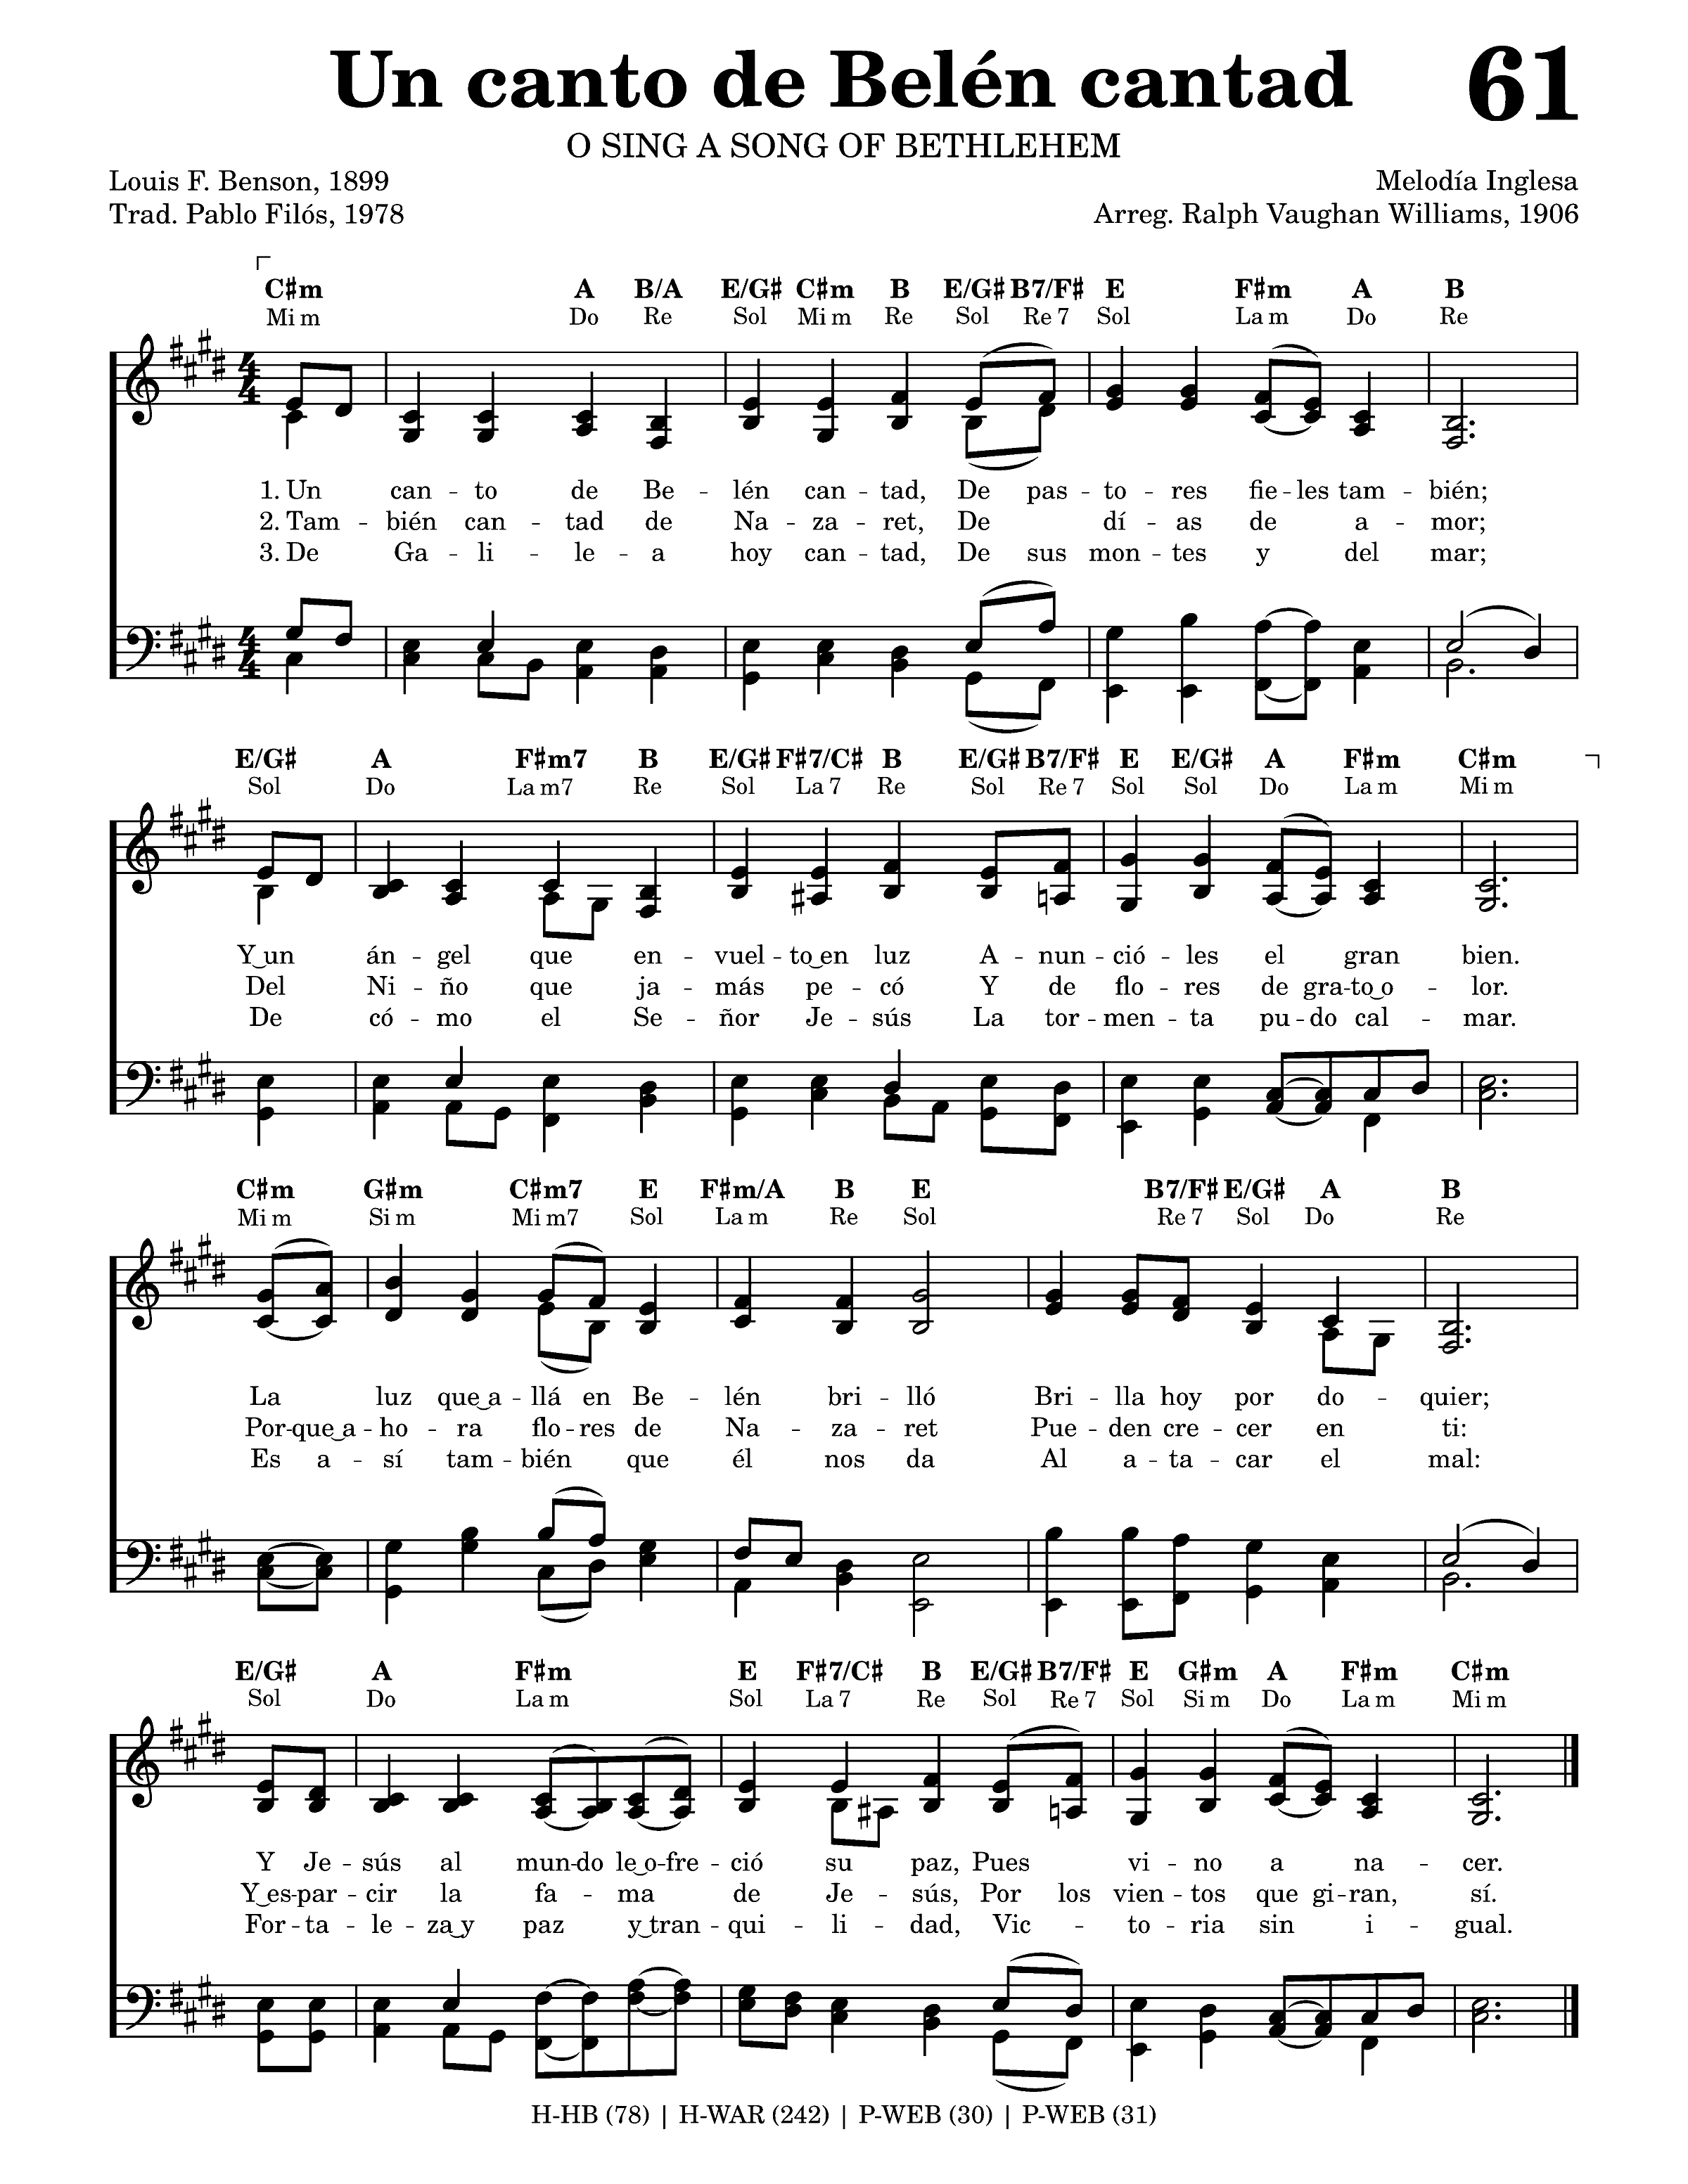 Un canto de Belén cantad 61
O SING A SONG OF BETHLEHEM
Louis F. Benson, 1899 Melodía Inglesa
Trad. Pablo Filós, 1978 Arreg. Ralph Vaughan Williams, 1906
C♯m A B/A E/G♯ C♯m B E/G♯ B7/F♯ E F♯m A B
Mi m Do Re Sol Mi m Re Sol Re 7 Sol La m Do Re
1. Un can - to de Be - lén can - tad, De pas - to - res fie - les tam - bién;
2. Tam - bién can - tad de Na - za - ret, De dí - as de a - mor;
3. De Ga - li - le - a hoy can - tad, De sus mon - tes y del mar;
E/G♯ A F♯m7 B E/G♯ F♯7/C♯ B E/G♯ B7/F♯ E E/G♯ A F♯m C♯m
Sol Do La m7 Re Sol La 7 Re Sol Re 7 Sol Sol Do La m Mi m
Y‿un án - gel que en - vuel - to‿en luz A - nun - ció - les el gran bien.
Del Ni - ño que ja - más pe - có Y de flo - res de gra - to‿o - lor.
De có - mo el Se - ñor Je - sús La tor - men - ta pu - do cal - mar.
C♯m G♯m C♯m7 E F♯m/A B E B7/F♯ E/G♯ A B
Mi m Si m Mi m7 Sol La m Re Sol Re 7 Sol Do Re
La luz que‿a - llá en Be - lén bri - lló Bri - lla hoy por do - quier;
Por - que‿a - ho - ra flo - res de Na - za - ret Pue - den cre - cer en ti:
Es a - sí tam - bién que él nos da Al a - ta - car el mal:
E/G♯ A F♯m E F♯7/C♯ B E/G♯ B7/F♯ E G♯m A F♯m C♯m
Sol Do La m Sol La 7 Re Sol Re 7 Sol Si m Do La m Mi m
Y Je - sús al mun - do le‿o - fre - ció su paz, Pues vi - no a na - cer.
Y‿es - par - cir la fa - ma de Je - sús, Por los vien - tos que gi - ran, sí.
For - ta - le - za‿y paz y‿tran - qui - li - dad, Vic - to - ria sin i - gual.
H-HB (78) | H-WAR (242) | P-WEB (30) | P-WEB (31)